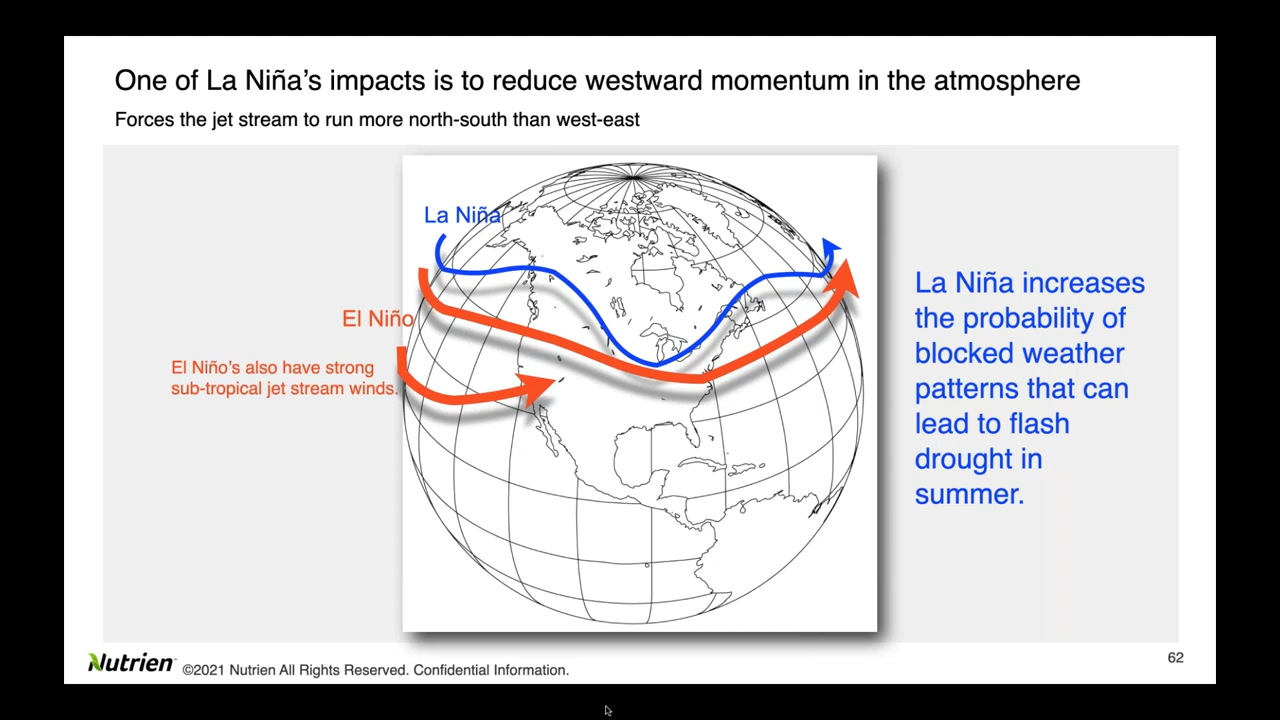 One of La Niña’s impacts is to reduce westward momentum in the atmosphere
Forces the jet stream to run more north-south than west-east
La Niña
El Niño
El Niño’s also have strong
sub-tropical jet stream winds.
La Niña increases
the probability of
blocked weather
patterns that can
lead to flash
drought in
summer.
Nutrien
©2021 Nutrien All Rights Reserved. Confidential Information.
62